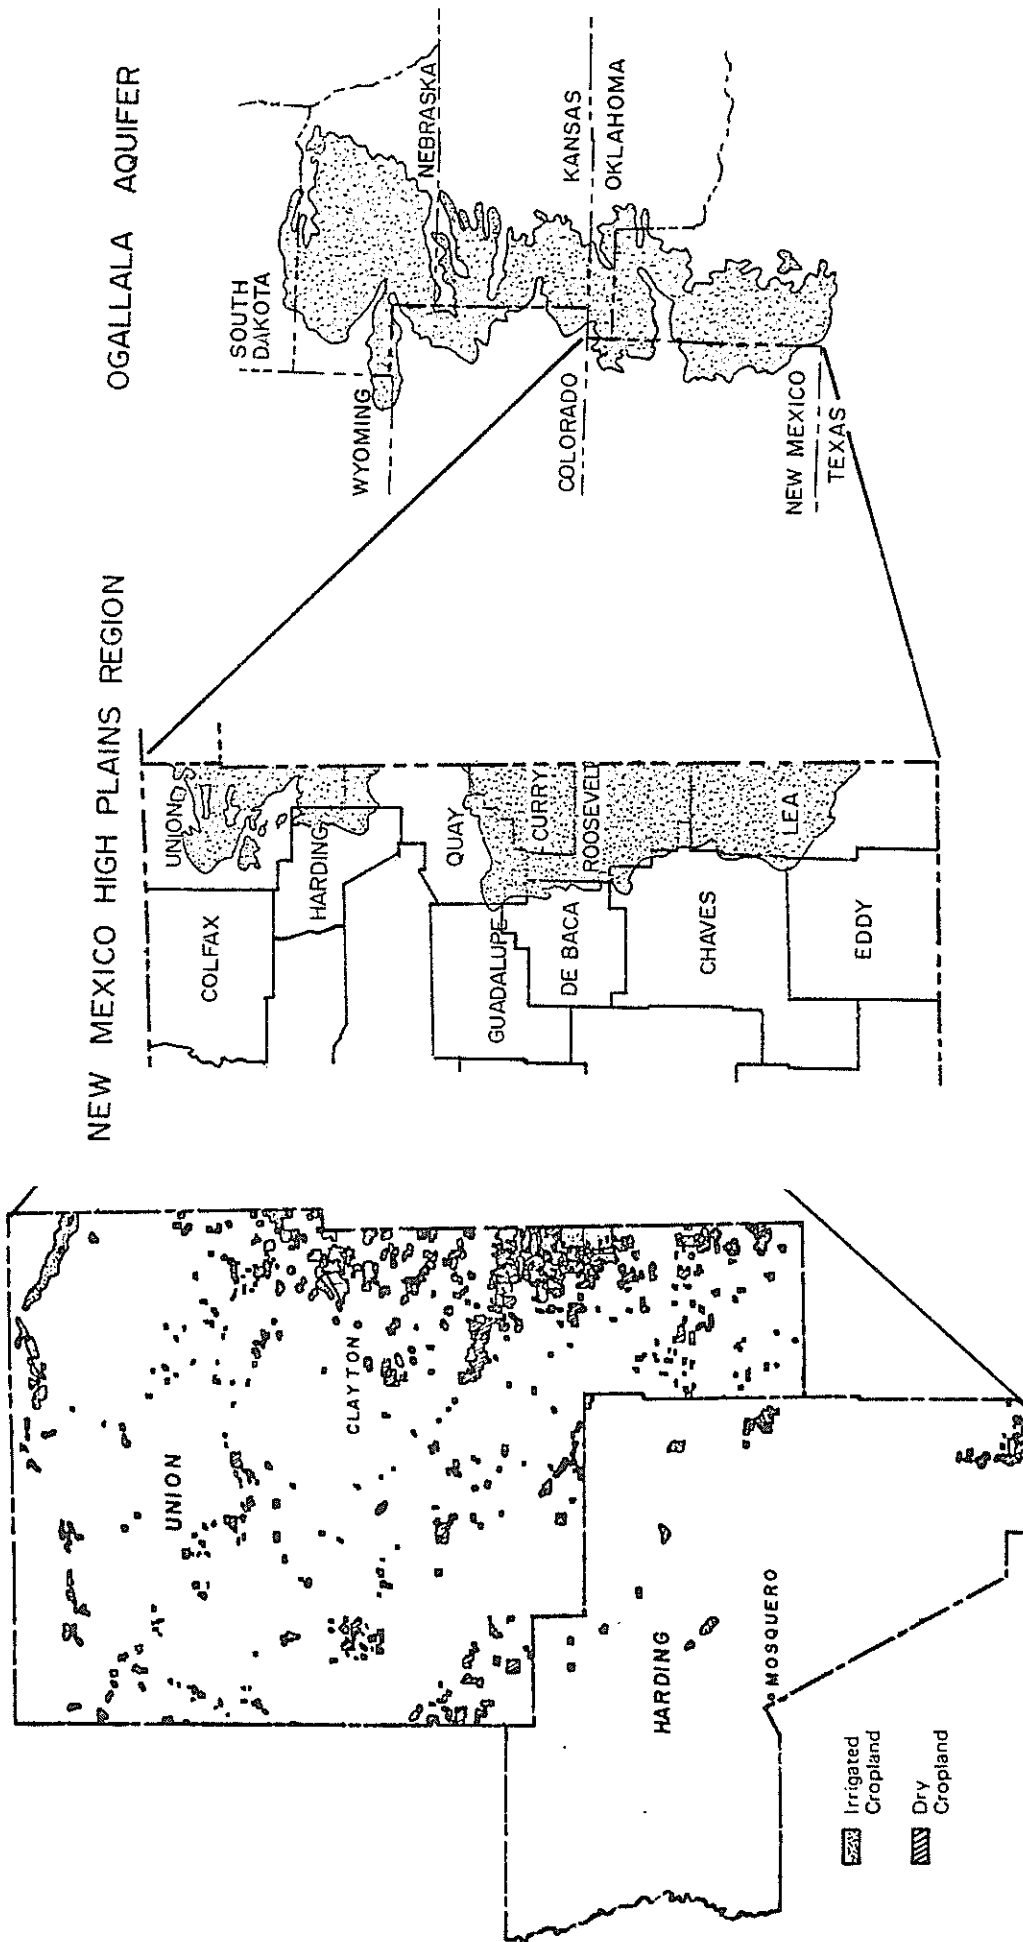 OGALLALA AQUIFER
SOUTH
DAKOTA
WYOMING
NEBRASKA
COLORADO
KANSAS
OKLAHOMA
NEW MEXICO
TEXAS
NEW MEXICO HIGH PLAINS REGION
UNION
COLFAX
HARDING
QUAY
GUADALUPE
CURRY
DE BACA
ROOSEVELT
CHAVES
LEA
EDDY
UNION
CLAYTON
HARDING
MOSQUERO
Irrigated
Cropland
Dry
Cropland